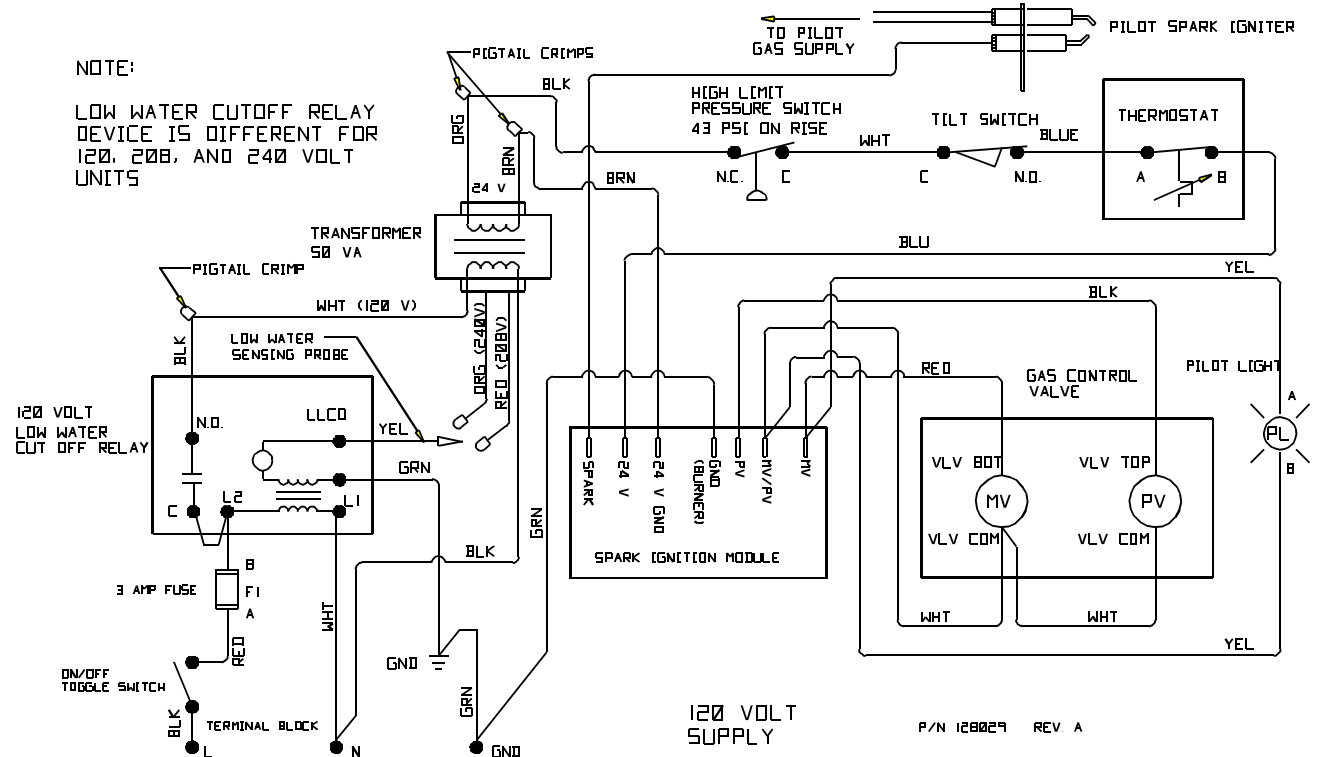 PILOT SPARK IGNITER
TO PILOT
GAS SUPPLY
PIGTAIL CRIMPS
NOTE:
LOW WATER CUTOFF RELAY
DEVICE IS DIFFERENT FOR
120, 208, AND 240 VOLT
UNITS
BLK
ORG
BRN
24 V
HIGH LIMIT
PRESSURE SWITCH
43 PSI ON RISE
N.C.
C
WHT
TILT SWITCH
C
N.O.
BLUE
THERMOSTAT
A
B
BRN
TRANSFORMER
50 VA
BLU
PIGTAIL CRIMP
WHT (120 V)
YEL
BLK
BLK
LOW WATER
SENSING PROBE
ORG (240V)
RED (208V)
RED
GAS CONTROL
VALVE
PILOT LIGHT
A
PL
B
120 VOLT
LOW WATER
CUT OFF RELAY
N.O.
LLCO
YEL
GRN
C
L2
L1
SPARK
24 V
24 V GND
GND
(BURNER)
PV
MV/PV
MV
SPARK IGNITION MODULE
VLV BOT
VLV TOP
MV
PV
VLV COM
VLV COM
GRN
BLK
3 AMP FUSE
B
F1
A
WHT
WHT
WHT
YEL
RED
GND
ON/OFF
TOGGLE SWITCH
BLK
TERMINAL BLOCK
GRN
L
N
GND
120 VOLT
SUPPLY
P/N 128029 REV. A